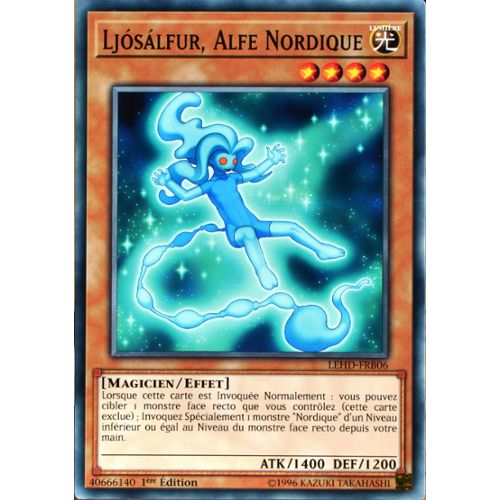 Ljósálfur, Alfe Nordique
LUMIÈRE
光
LEHD-FRB06
[Magicien/Effet]
Lorsque cette carte est Invoquée Normalement : vous pouvez
cibler 1 monstre face recto que vous contrôlez (cette carte
exclue) ; Invoquez Spécialement 1 monstre "Nordique" d'un Niveau
inférieur ou égal au Niveau du monstre face recto depuis votre
main.
ATK/1400 DEF/1200
40666140 1ère Edition ©1996 KAZUKI TAKAHASHI